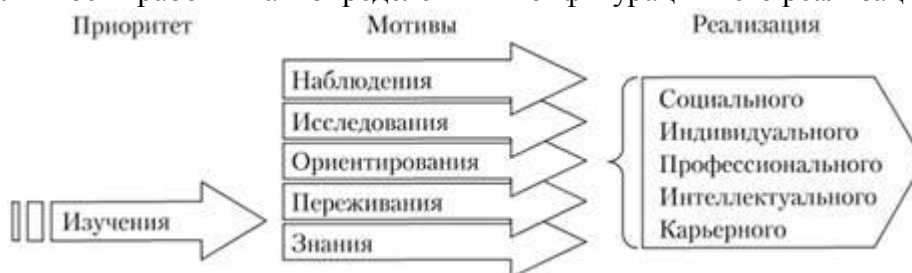 Приоритет Мотивы Реализация
Наблюдения
Исследования
Ориентирования
Переживания
Знания
Изучения
Социального
Индивидуального
Профессионального
Интеллектуального
Карьерного